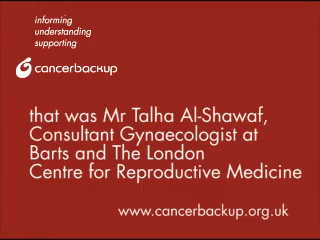 informing
understanding
supporting
cancerbackup
that was Mr Talha Al-Shawaf,
Consultant Gynaecologist at
Barts and The London
Centre for Reproductive Medicine
www.cancerbackup.org.uk